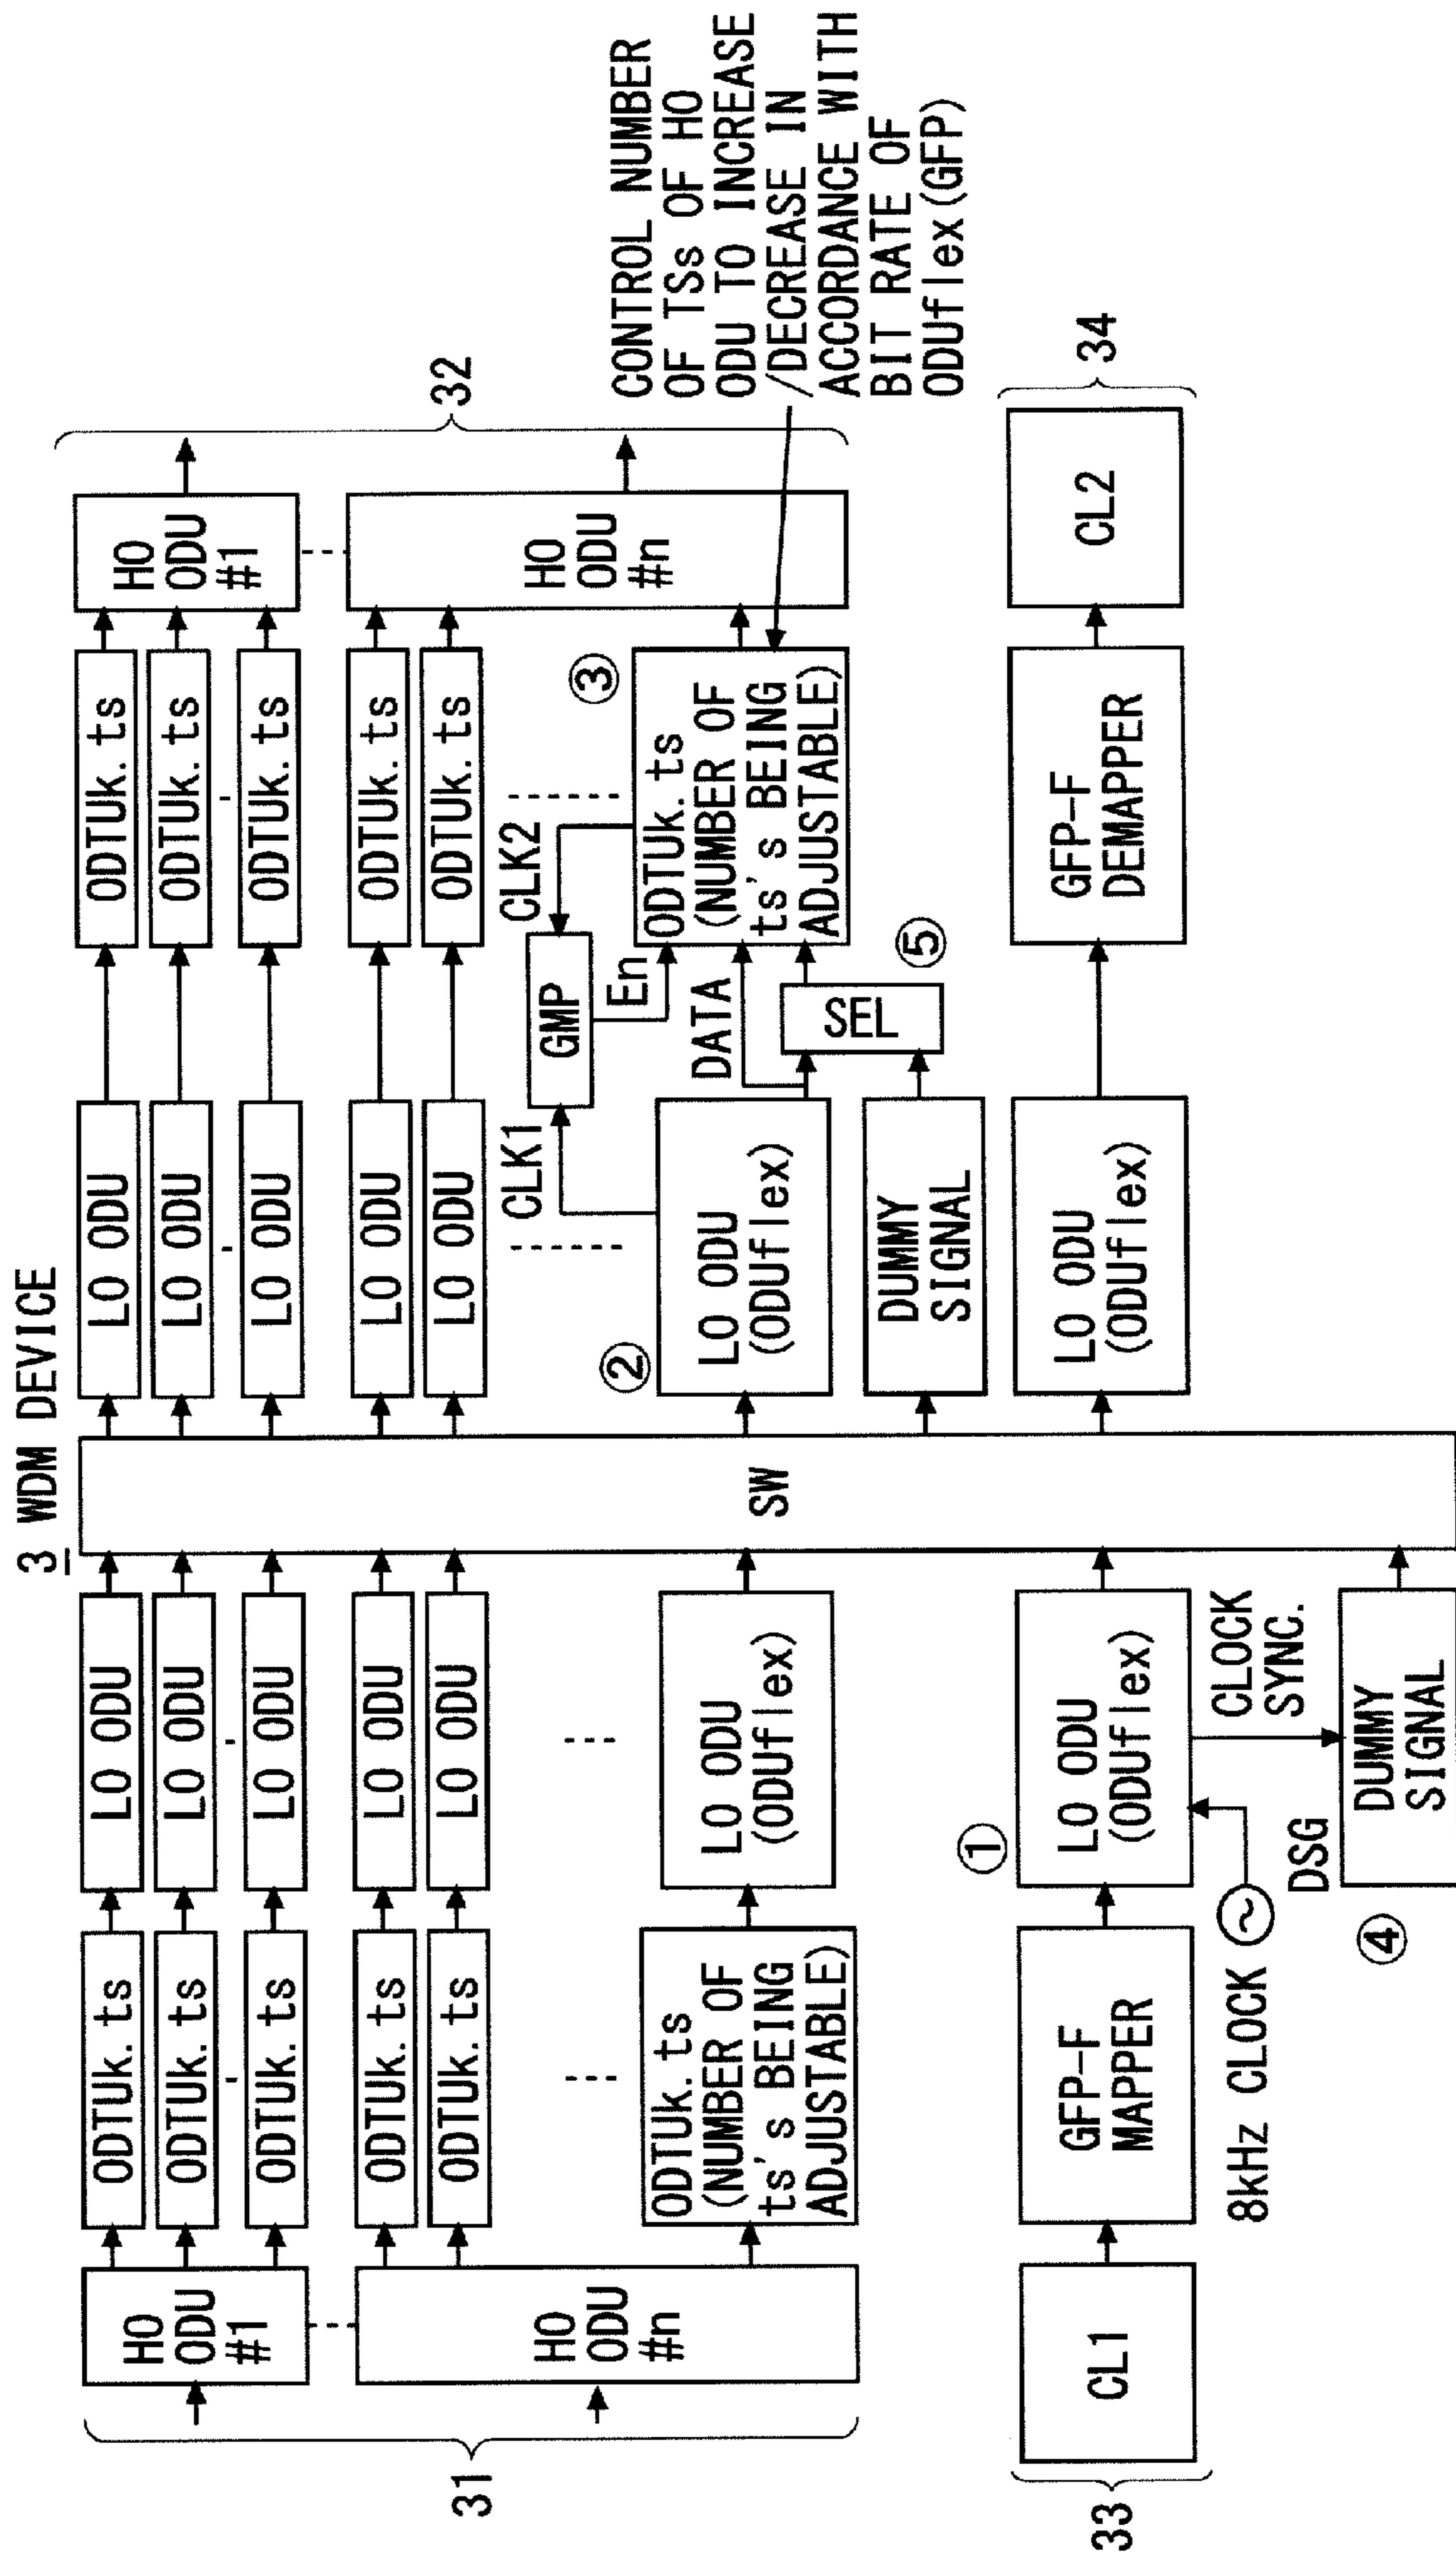 3 WDM DEVICE
31
HO
ODU
#1
HO
ODU
#n
ODTUk.ts
ODTUk.ts
ODTUk.ts
ODTUk.ts
ODTUk.ts
ODTUk.ts
(NUMBER OF
ts's BEING
ADJUSTABLE)
LO ODU
LO ODU
LO ODU
LO ODU
LO ODU
LO ODU
(ODUflex)
33
CL1
GFP-F
MAPPER
①
LO ODU
(ODUflex)
8kHz CLOCK
CLOCK
SYNC.
DSG
④
DUMMY
SIGNAL
SW
LO ODU
LO ODU
LO ODU
LO ODU
LO ODU
②
LO ODU
(ODUflex)
DUMMY
SIGNAL
LO ODU
(ODUflex)
CLK1
GMP
CLK2
En
DATA
SEL
⑤
ODTUk.ts
ODTUk.ts
ODTUk.ts
ODTUk.ts
ODTUk.ts
③
ODTUk.ts
(NUMBER OF
ts's BEING
ADJUSTABLE)
GFP-F
DEMAPPER
HO
ODU
#1
HO
ODU
#n
32
CL2
34
CONTROL NUMBER
OF TSs OF HO
ODU TO INCREASE
/DECREASE IN
ACCORDANCE WITH
BIT RATE OF
ODUflex(GFP)